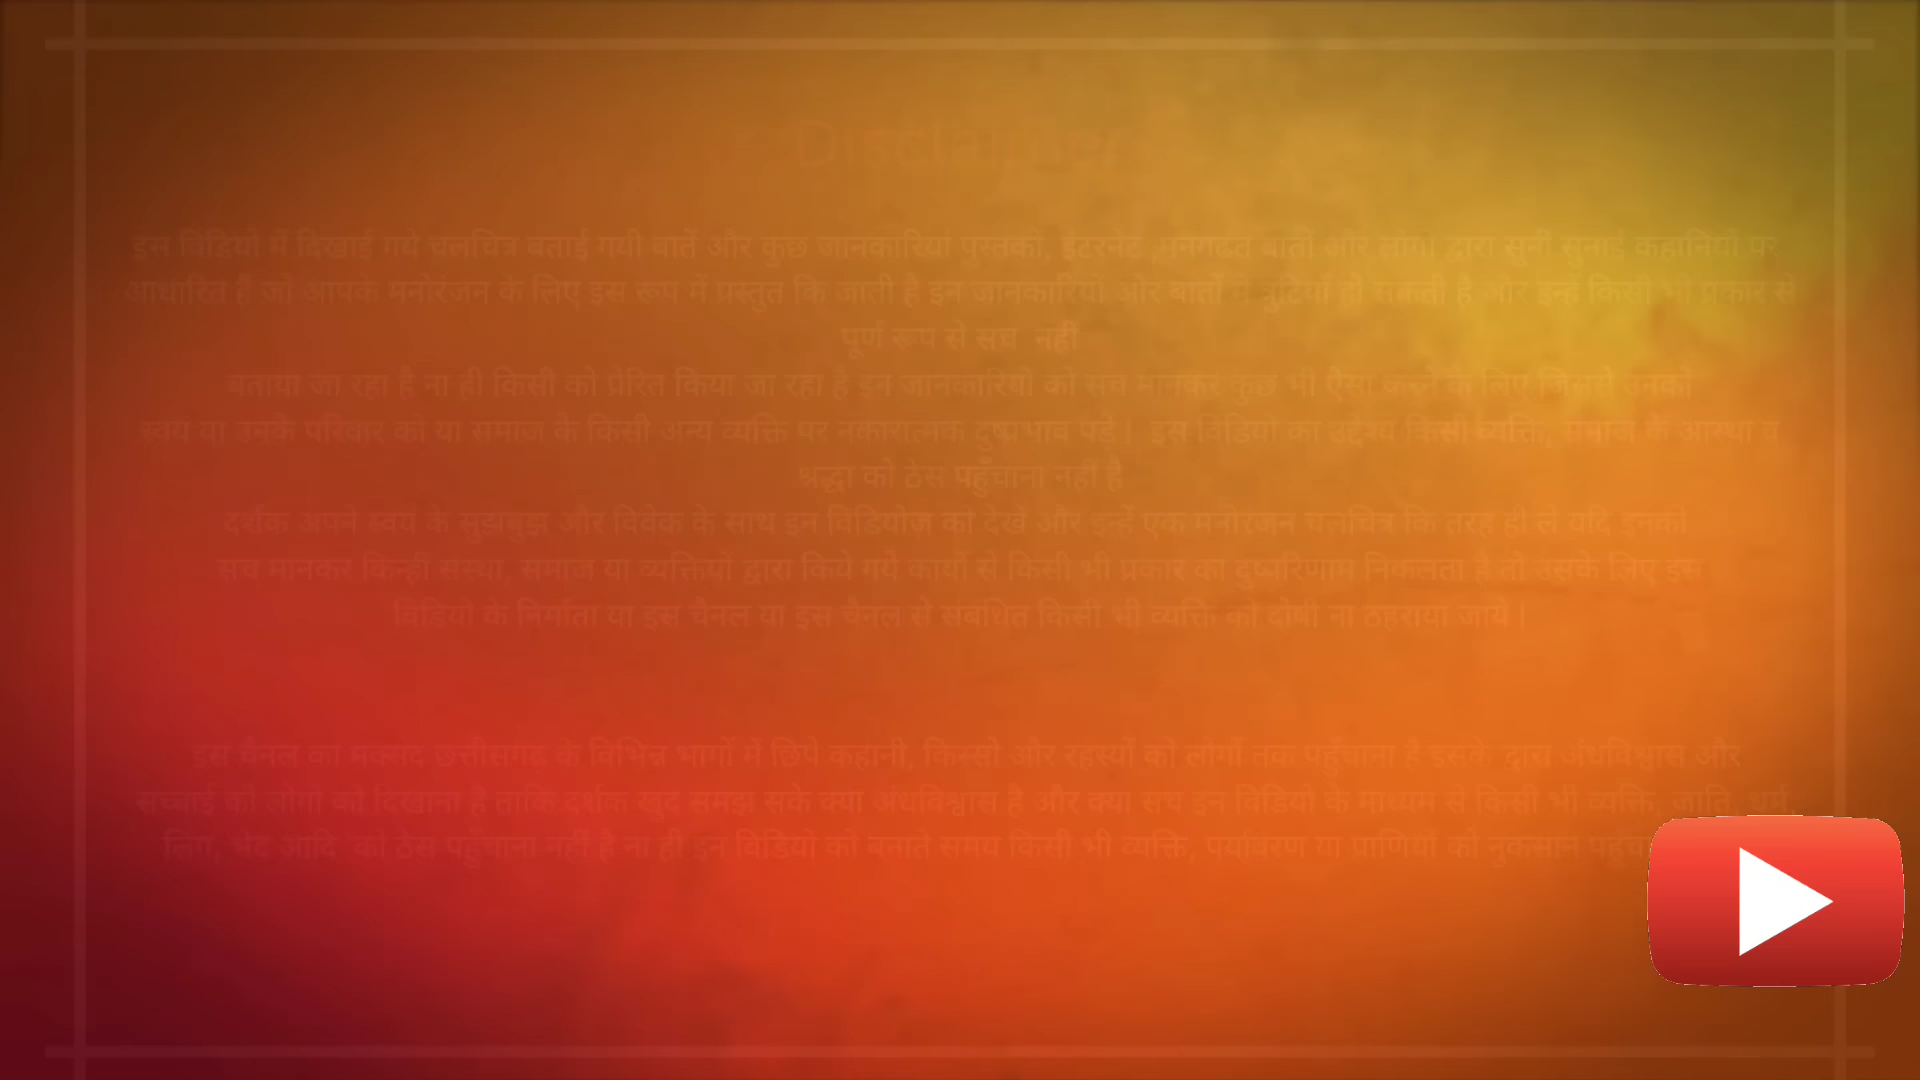 Disclaimer
इस विडियो में दिखाई गये चलचित्र बताई गयी बातें और कुछ जानकारियां पुस्तकों, इंटरनेट ,मनगढंत बातों और लोगों द्वारा सुनी सुनाई कहानियों पर
आधारित हैं जो आपके मनोरंजन के लिए इस रूप में प्रस्तुत कि जाती है इन जानकारियों और बातों में त्रुटियां हो सकती है और इन्हें किसी भी प्रकार से
पूर्ण रूप से सच नहीं
बताया जा रहा है ना ही किसी को प्रेरित किया जा रहा है इन जानकारियों को सच मानकर कुछ भी ऐसा करने के लिए जिससे उनको
स्वयं या उनके परिवार को या समाज के किसी अन्य व्यक्ति पर नकारात्मक दुष्प्रभाव पड़े | इस विडियो का उद्देश्य किसी व्यक्ति, समाज के आस्था व
श्रद्धा को ठेस पहुँचाना नहीं है
दर्शक अपने स्वयं के सुझबुझ और विवेक के साथ इन विडियोज़ को देखें और इन्हें एक मनोरंजन चलचित्र कि तरह ही लें यदि इनको
सच मानकर किन्हीं संस्था, समाज या व्यक्तियों द्वारा किये गये कार्यों से किसी भी प्रकार का दुष्परिणाम निकलता है तो उसके लिए इस
विडियो के निर्माता या इस चैनल या इस चैनल से संबंधित किसी भी व्यक्ति को दोषी ना ठहराया जाये |
इस चैनल का मक्सद छत्तीसगढ़ के विभिन्न भागों में छिपे कहानी, किस्सो और रहस्यों को लोगों तक पहुँचाना है इसके द्वारा अंधविश्वास और
सच्चाई को लोगों को दिखाना है ताकि दर्शक खुद समझ सके क्या अंधविश्वास है और क्या सच इन विडियो के माध्यम से किसी भी व्यक्ति, जाति, धर्म,
लिंग, भेद आदि को ठेस पहुँचाना नहीं है ना ही इन विडियो को बनाते समय किसी भी व्यक्ति, पर्यावरण या प्राणियों को नुकसान